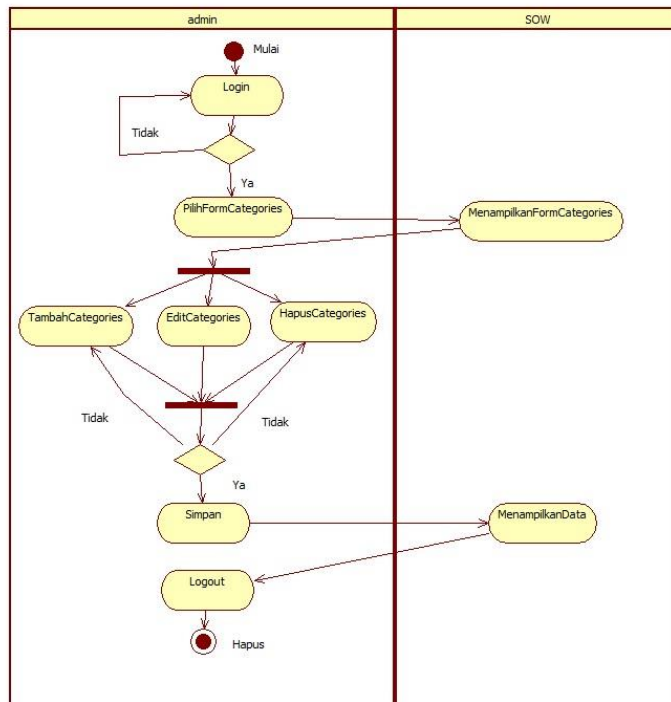 admin
SOW
Mulai
Login
Tidak
Ya
PilihFormCategories
MenampilkanFormCategories
TambahCategories
EditCategories
HapusCategories
Tidak
Tidak
Ya
Simpan
MenampilkanData
Logout
Hapus